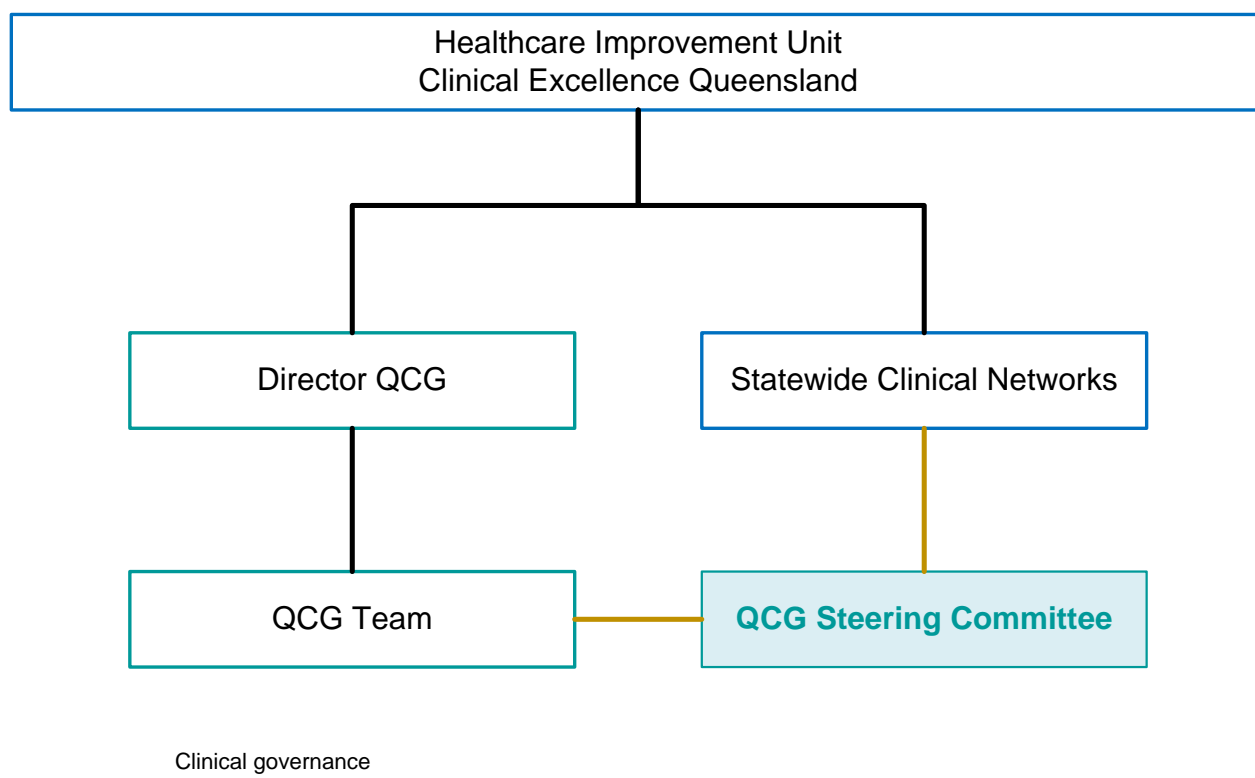 Healthcare Improvement Unit
Clinical Excellence Queensland
Director QCG
Statewide Clinical Networks
QCG Team
QCG Steering Committee
Clinical governance